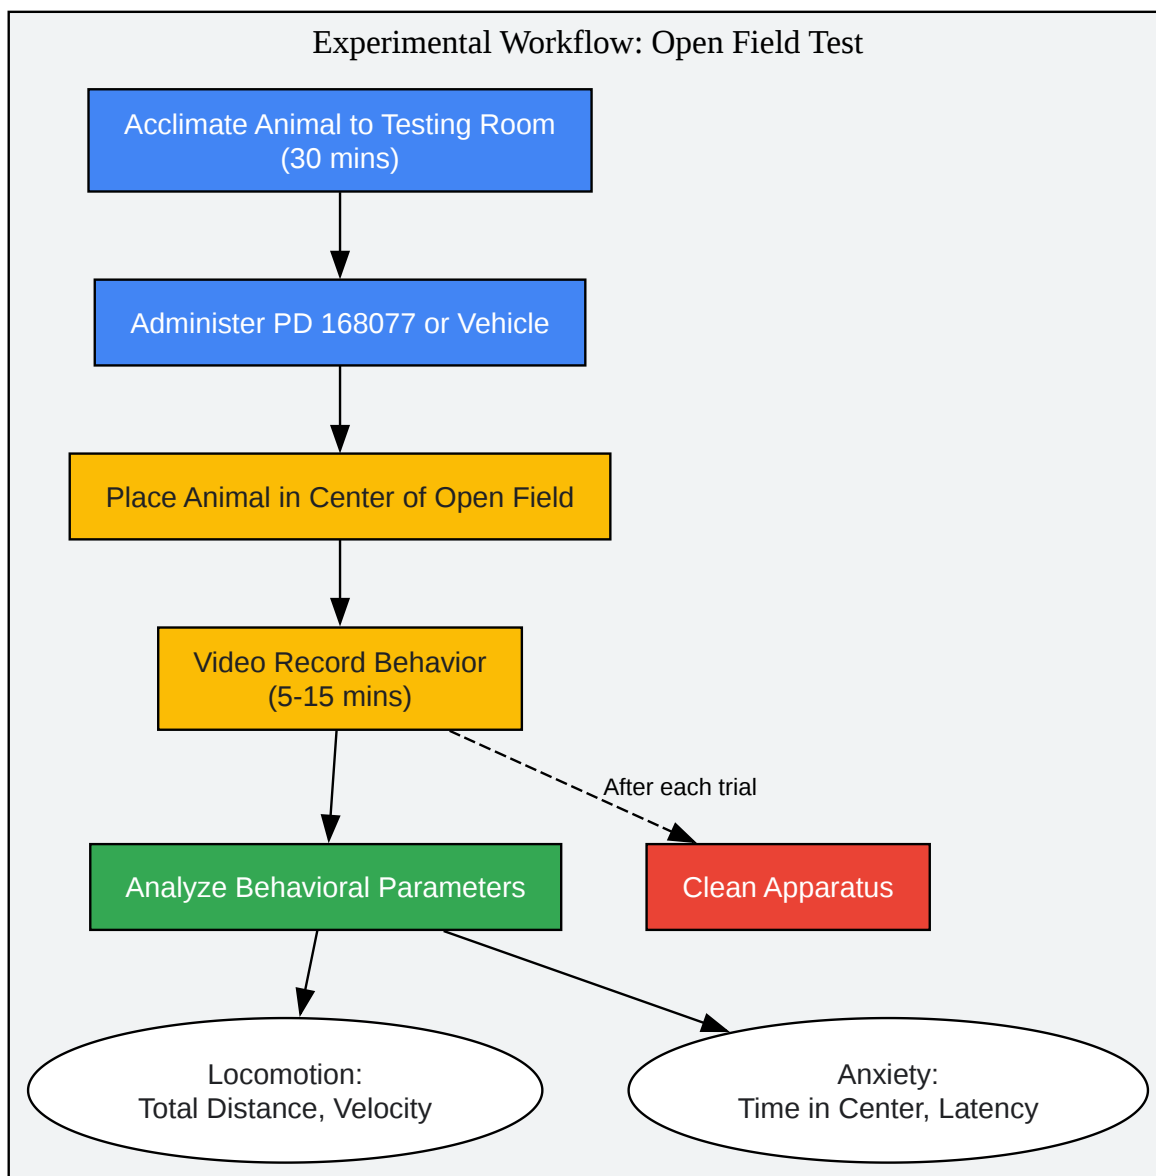 Experimental Workflow: Open Field Test
Acclimate Animal to Testing Room
(30 mins)
Administer PD 168077 or Vehicle
Place Animal in Center of Open Field
Video Record Behavior
(5-15 mins)
After each trial
Analyze Behavioral Parameters
Clean Apparatus
Locomotion:
Total Distance, Velocity
Anxiety:
Time in Center, Latency